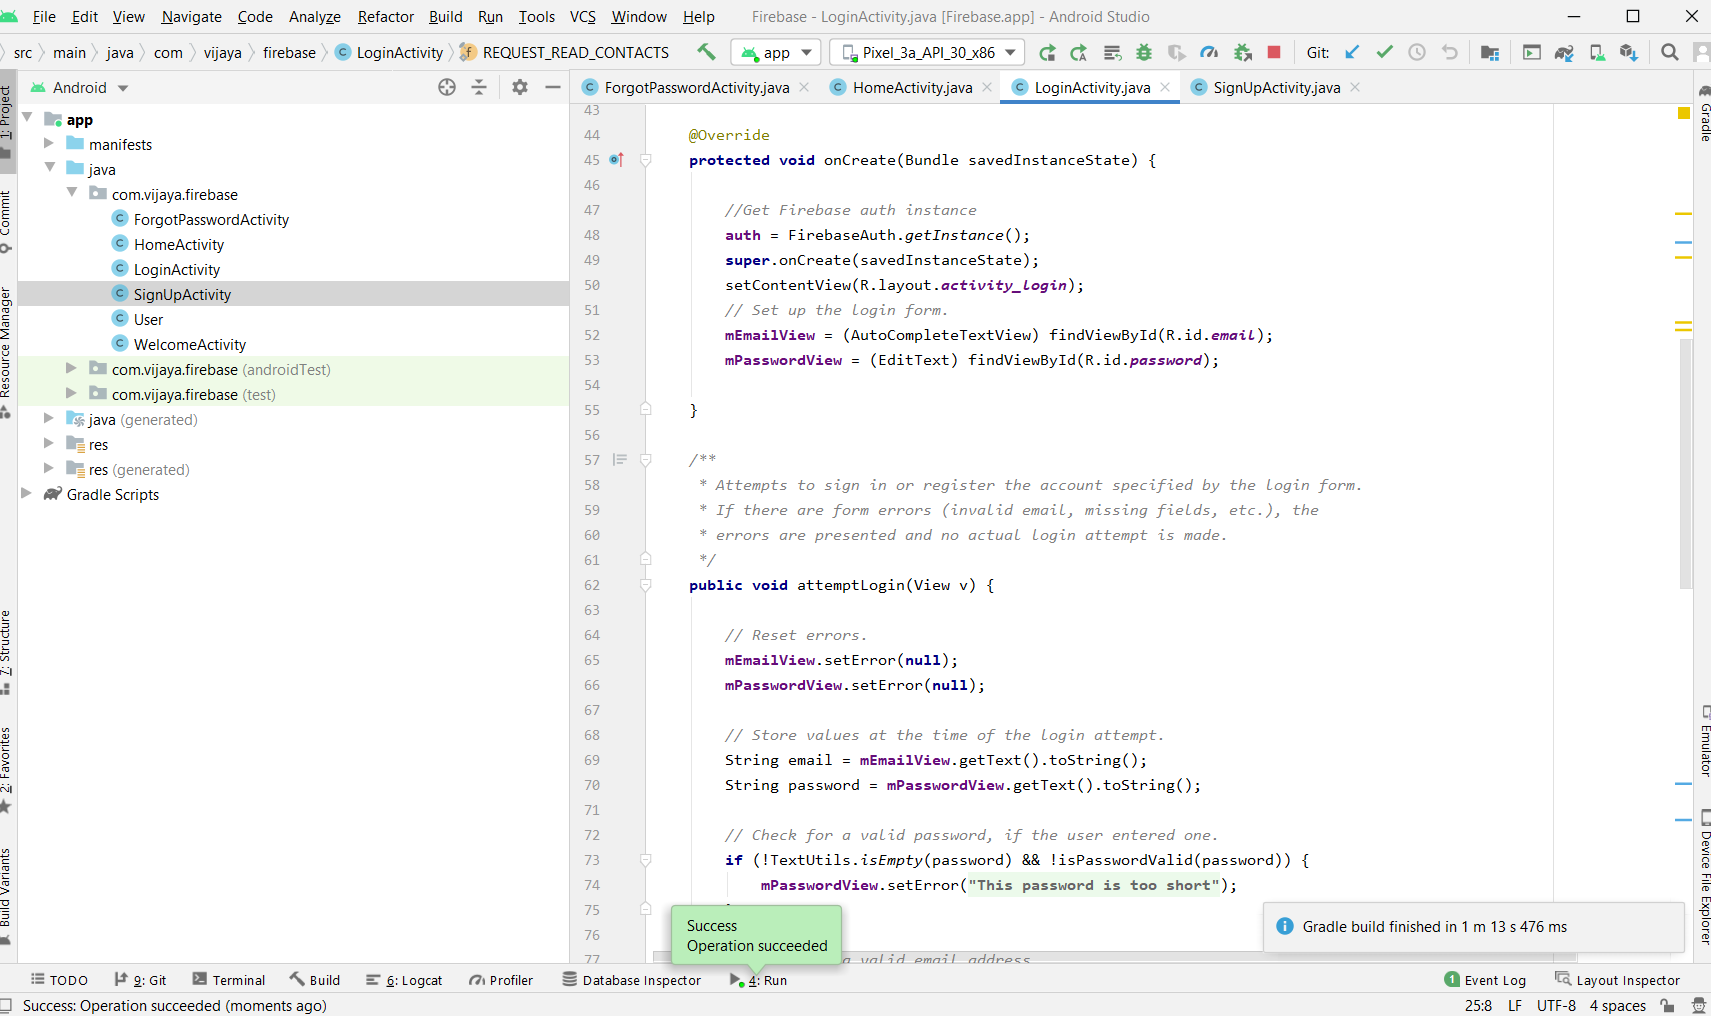 File Edit View Navigate Code Analyze Refactor Build Run Tools VCS Window Help Firebase - LoginActivity.java [Firebase.app] - Android Studio
src main java com vijaya firebase LoginActivity REQUEST_READ_CONTACTS app Pixel_3a_API_30_x86 Git:
Android
ForgotPasswordActivity.java HomeActivity.java LoginActivity.java SignUpActivity.java
1: Project
Commit
Resource Manager
7: Structure
2: Favorites
Build Variants
app
manifests
java
com.vijaya.firebase
ForgotPasswordActivity
HomeActivity
LoginActivity
SignUpActivity
User
WelcomeActivity
com.vijaya.firebase (androidTest)
com.vijaya.firebase (test)
java (generated)
res
res (generated)
Gradle Scripts
43
44 @Override
45 protected void onCreate(Bundle savedInstanceState) {
46
47 //Get Firebase auth instance
48 auth = FirebaseAuth.getInstance();
49 super.onCreate(savedInstanceState);
50 setContentView(R.layout.activity_login);
51 // Set up the login form.
52 mEmailView = (AutoCompleteTextView) findViewById(R.id.email);
53 mPasswordView = (EditText) findViewById(R.id.password);
54
55 }
56
57 /**
58 * Attempts to sign in or register the account specified by the login form.
59 * If there are form errors (invalid email, missing fields, etc.), the
60 * errors are presented and no actual login attempt is made.
61 */
62 public void attemptLogin(View v) {
63
64 // Reset errors.
65 mEmailView.setError(null);
66 mPasswordView.setError(null);
67
68 // Store values at the time of the login attempt.
69 String email = mEmailView.getText().toString();
70 String password = mPasswordView.getText().toString();
71
72 // Check for a valid password, if the user entered one.
73 if (!TextUtils.isEmpty(password) && !isPasswordValid(password)) {
74 mPasswordView.setError("This password is too short");
75
76
77 a valid email address
Success
Operation succeeded
Gradle build finished in 1 m 13 s 476 ms
Gradle
Emulator
Device File Explorer
TODO 9: Git Terminal Build 6: Logcat Profiler Database Inspector 4: Run 1 Event Log Layout Inspector
Success: Operation succeeded (moments ago) 25:8 LF UTF-8 4 spaces